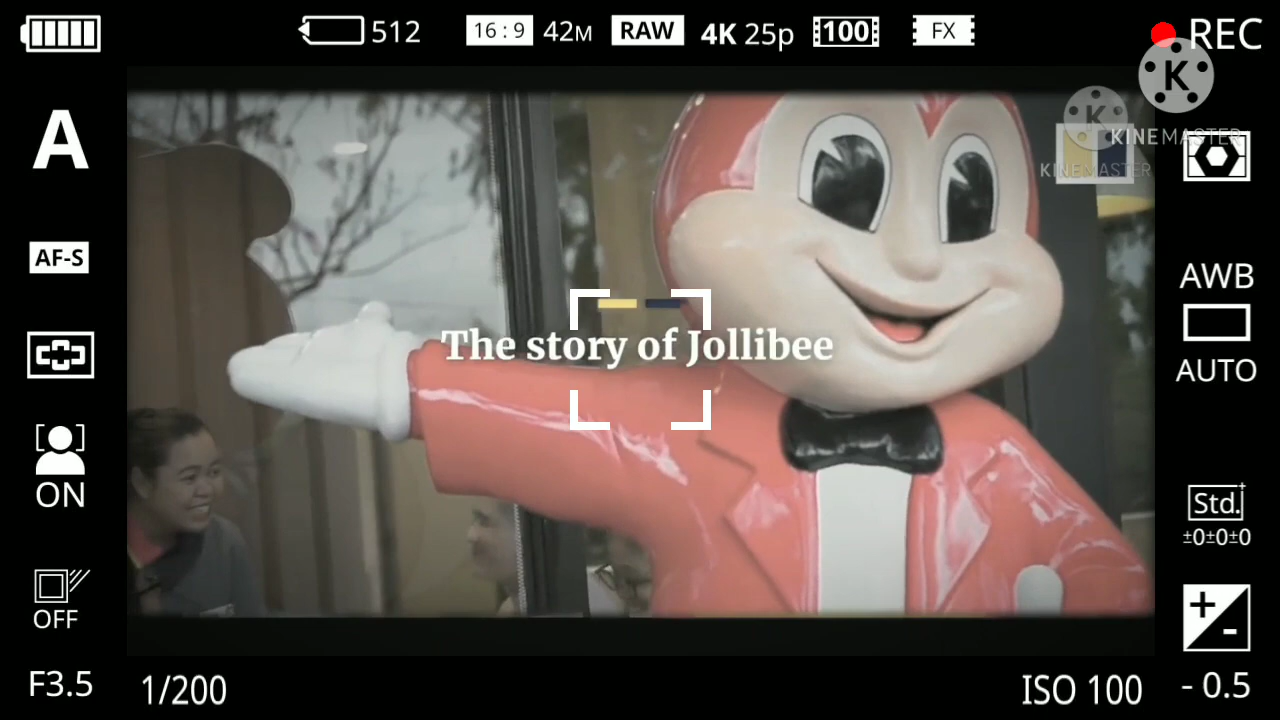 512 16:9 42M RAW 4K 25p 100 FX REC
A
K
K
KINEMASTER
KINEMASTER
AF-S
AWB
The story of Jollibee
AUTO
ON
Std.+
±0±0±0
OFF
F3.5 1/200 ISO 100 - 0.5